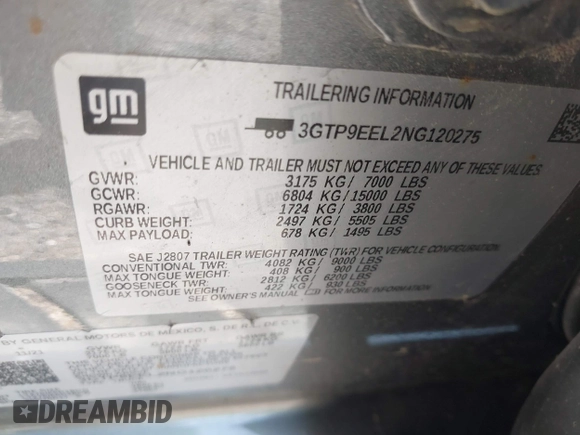 gm
TRAILERING INFORMATION
3GTP9EEL2NG120275
VEHICLE AND TRAILER MUST NOT EXCEED ANY OF THESE VALUES
GVWR: 3175 KG/ 7000 LBS
GCWR: 6804 KG/15000 LBS
RGAWR: 1724 KG/ 3800 LBS
CURB WEIGHT: 2497 KG/ 5505 LBS
MAX PAYLOAD: 678 KG/ 1495 LBS
SAE J2807 TRAILER WEIGHT RATING (TWR) FOR VEHICLE CONFIGURATION
CONVENTIONAL TWR: 4082 KG/ 9000 LBS
MAX TONGUE WEIGHT: 408 KG/ 900 LBS
GOOSENECK TWR: 2812 KG/ 6200 LBS
MAX TONGUE WEIGHT: 422 KG/ 930 LBS
SEE OWNER'S MANUAL FOR MORE INFORMATION
BY GENERAL MOTORS DE MEXICO, S. DE R.L. DE C.V.
DREAMBID